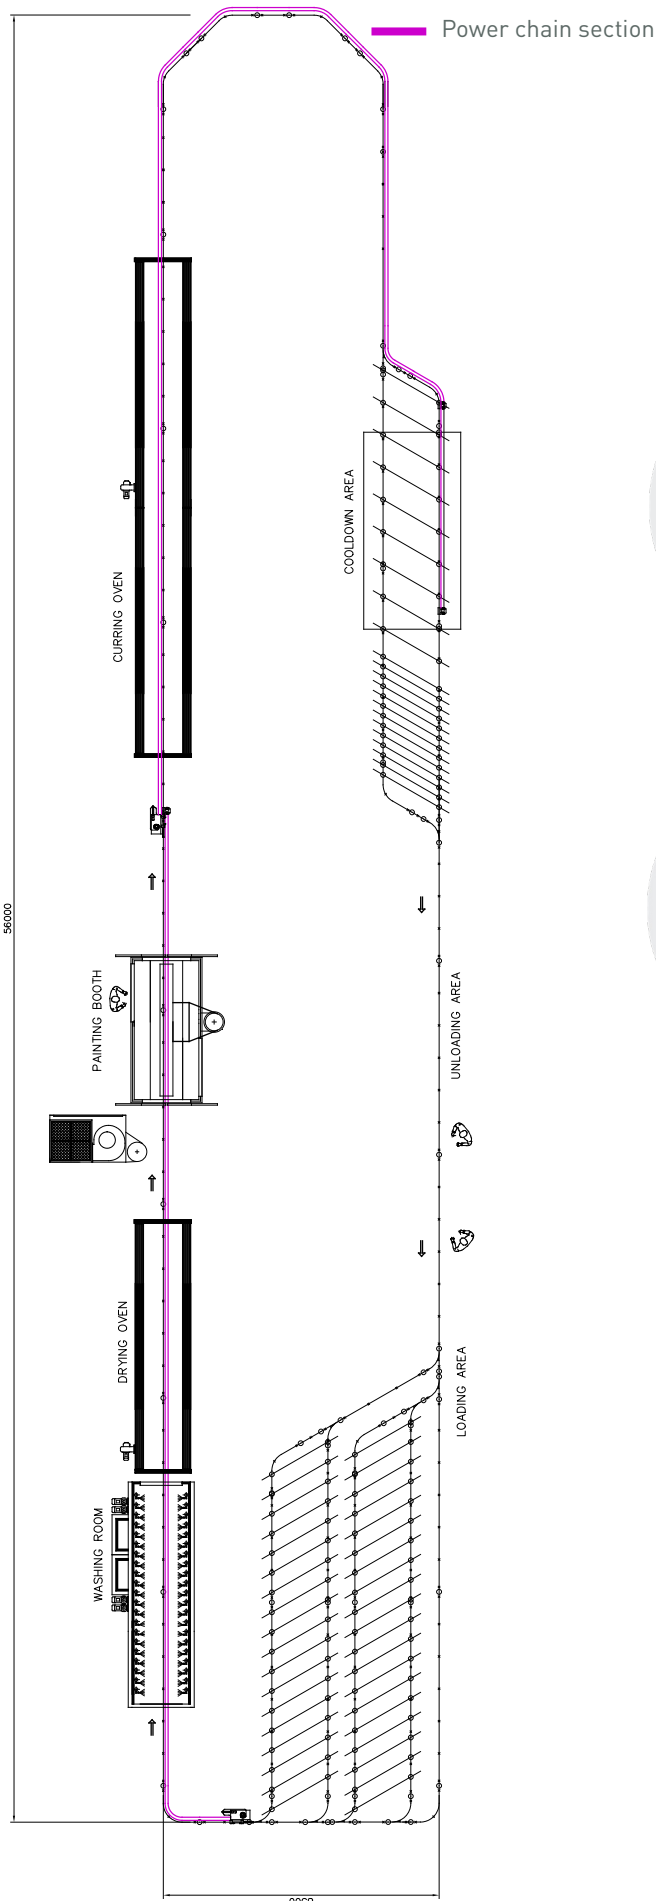 Power chain section
COOLDOWN AREA
CURRING OVEN
56000
PAINTING BOOTH
UNLOADING AREA
DRYING OVEN
LOADING AREA
WASHING ROOM